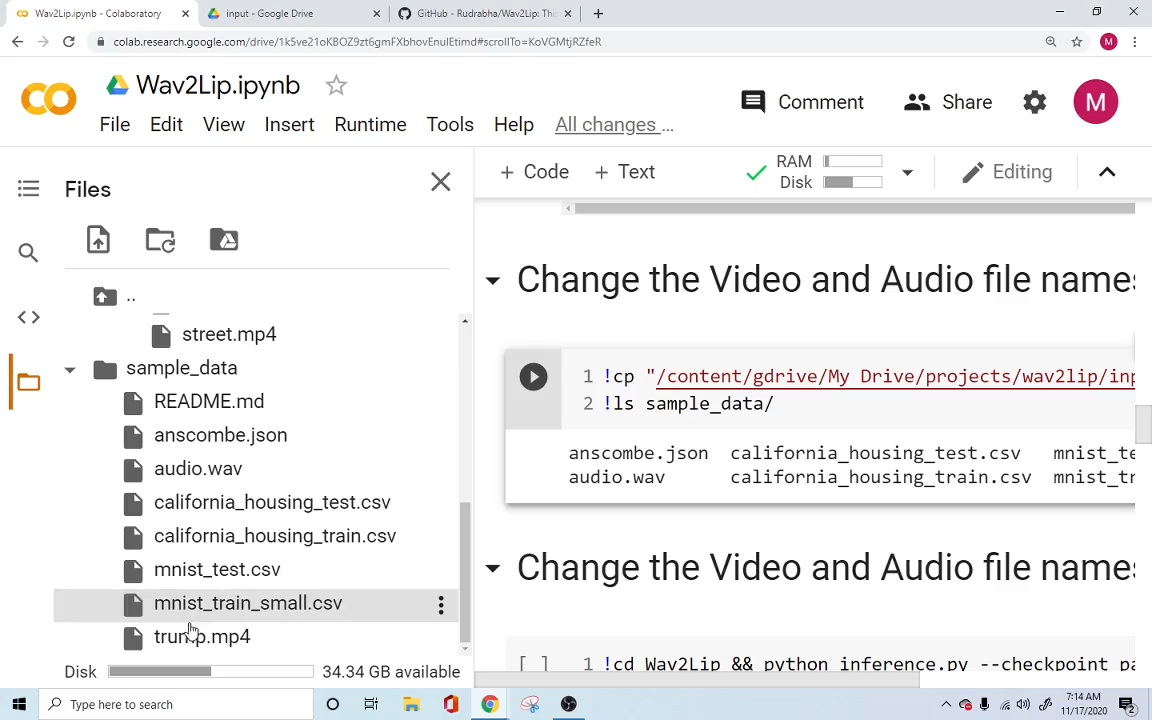 Wav2Lip.ipynb - Colaboratory
input - Google Drive
GitHub - Rudrabha/Wav2Lip: Thi
colab.research.google.com/drive/1k5ve21oKBOZ9zt6gmFXbhovEnuIEtimd#scrollTo=KoVGMtjRZfeR
M
CO
Wav2Lip.ipynb
Comment
Share
M
File Edit View Insert Runtime Tools Help All changes ...
Files
+ Code + Text
RAM
Disk
Editing
..
street.mp4
sample_data
README.md
anscombe.json
audio.wav
california_housing_test.csv
california_housing_train.csv
mnist_test.csv
mnist_train_small.csv
trump.mp4
Disk 34.34 GB available
Change the Video and Audio file names
1 !cp "/content/gdrive/My Drive/projects/wav2lip/inp
2 !ls sample_data/
anscombe.json california_housing_test.csv mnist_te
audio.wav california_housing_train.csv mnist_tr
Change the Video and Audio file names
[ ] 1 !cd Wav2Lip && python inference.py --checkpoint_pa
Type here to search
7:14 AM
11/17/2020
2